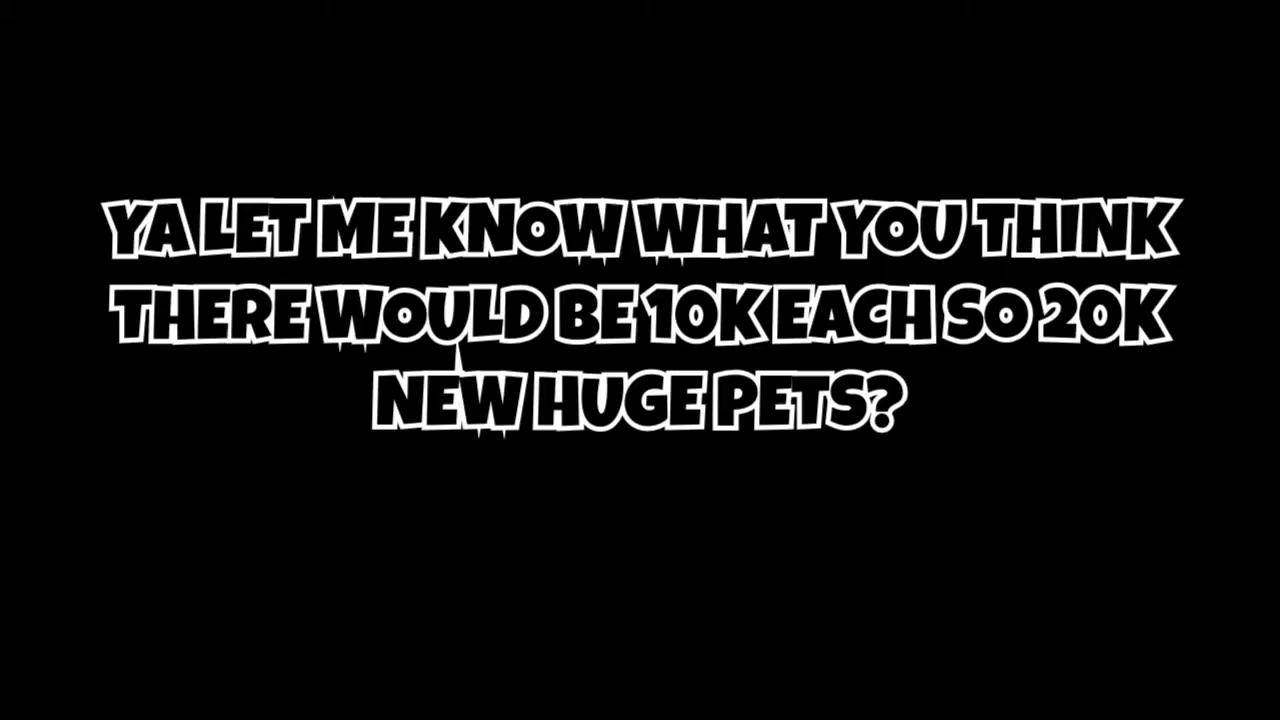 YA LET ME KNOW WHAT YOU THINK
THERE WOULD BE 10K EACH SO 20K
NEW HUGE PETS?